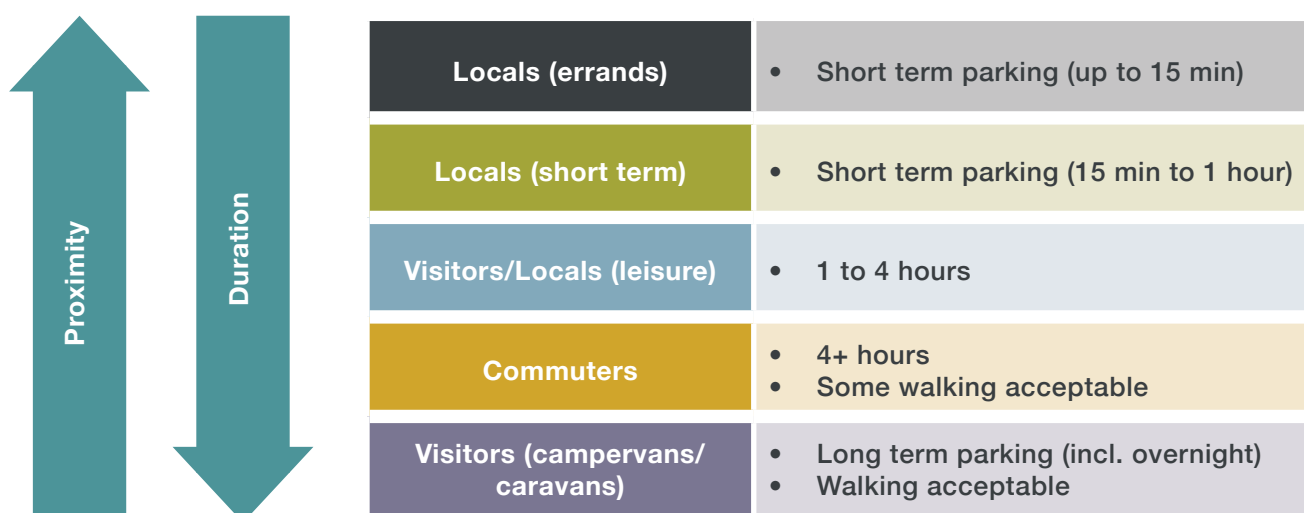 Proximity
Duration
Locals (errands)
• Short term parking (up to 15 min)
Locals (short term)
• Short term parking (15 min to 1 hour)
Visitors/Locals (leisure)
• 1 to 4 hours
Commuters
• 4+ hours
• Some walking acceptable
Visitors (campervans/
caravans)
• Long term parking (incl. overnight)
• Walking acceptable